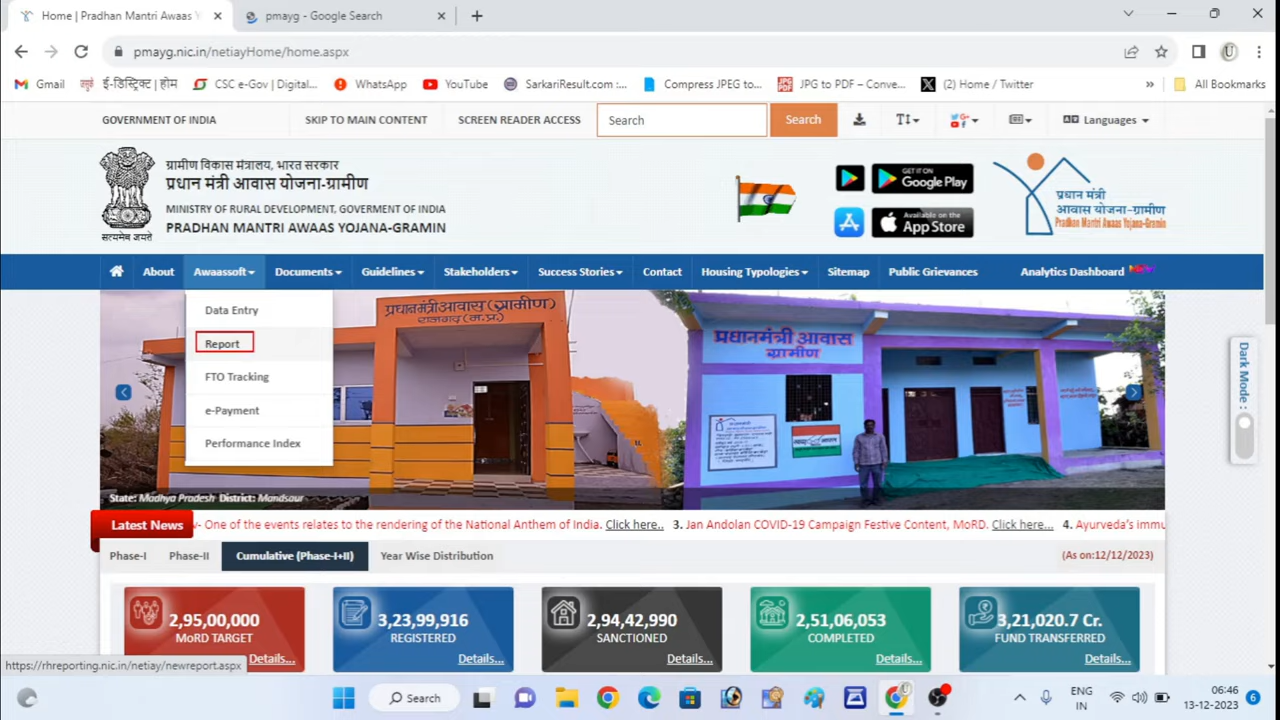 Home | Pradhan Mantri Awaas Y
pmayg - Google Search
pmayg.nic.in/netiayHome/home.aspx
Gmail
ई-डिस्ट्रिक्ट | होम
CSC e-Gov | Digital...
WhatsApp
YouTube
SarkariResult.com :...
Compress JPEG to...
JPG to PDF – Conve...
(2) Home / Twitter
»
All Bookmarks
GOVERNMENT OF INDIA
SKIP TO MAIN CONTENT
SCREEN READER ACCESS
Search
Search
Languages
ग्रामीण विकास मंत्रालय, भारत सरकार
प्रधान मंत्री आवास योजना-ग्रामीण
MINISTRY OF RURAL DEVELOPMENT, GOVERMENT OF INDIA
PRADHAN MANTRI AWAAS YOJANA-GRAMIN
सत्यमेव जयते
GET IT ON
Google Play
Available on the
App Store
प्रधान मंत्री
आवास योजना-ग्रामीण
Pradhan Mantri Awaas Yojana-Gramin
About
Awaassoft
Documents
Guidelines
Stakeholders
Success Stories
Contact
Housing Typologies
Sitemap
Public Grievances
Analytics Dashboard
Data Entry
Report
FTO Tracking
e-Payment
Performance Index
प्रधानमंत्री आवास (ग्रामीण)
प्रधानमंत्री आवास
ग्रामीण
Dark Mode :
State: Madhya Pradesh District: Mandsaur
Latest News
y- One of the events relates to the rendering of the National Anthem of India. Click here.. 3. Jan Andolan COVID-19 Campaign Festive Content, MoRD. Click here... 4. Ayurveda's immu
Phase-I
Phase-II
Cumulative (Phase-I+II)
Year Wise Distribution
(As on:12/12/2023)
2,95,00,000
MoRD TARGET
Details...
3,23,99,916
REGISTERED
Details...
2,94,42,990
SANCTIONED
Details...
2,51,06,053
COMPLETED
Details...
3,21,020.7 Cr.
FUND TRANSFERRED
Details...
https://rhreporting.nic.in/netiay/newreport.aspx
Search
ENG
IN
06:46
13-12-2023
6